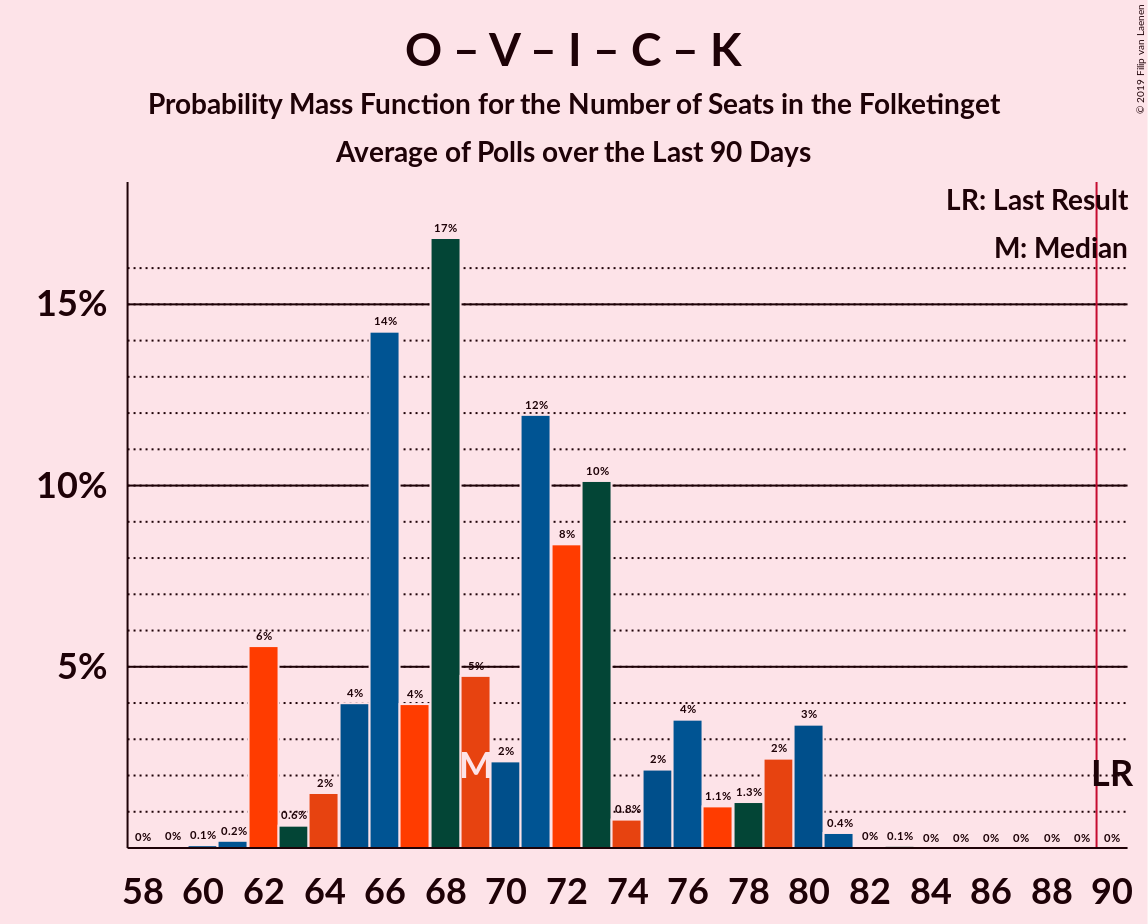 O – V – I – C – K
Probability Mass Function for the Number of Seats in the Folketinget
Average of Polls over the Last 90 Days
© 2019 Filip van Laenen
LR: Last Result
M: Median
17%
15%
14%
12%
10%
10%
8%
6%
5%
5%
4%
4%
4%
3%
M
2%
2%
2%
2%
LR
1.1%
1.3%
0.8%
0.6%
0.4%
0% 0% 0.1% 0.2% 0% 0.1% 0% 0% 0% 0% 0% 0% 0%
58 60 62 64 66 68 70 72 74 76 78 80 82 84 86 88 90